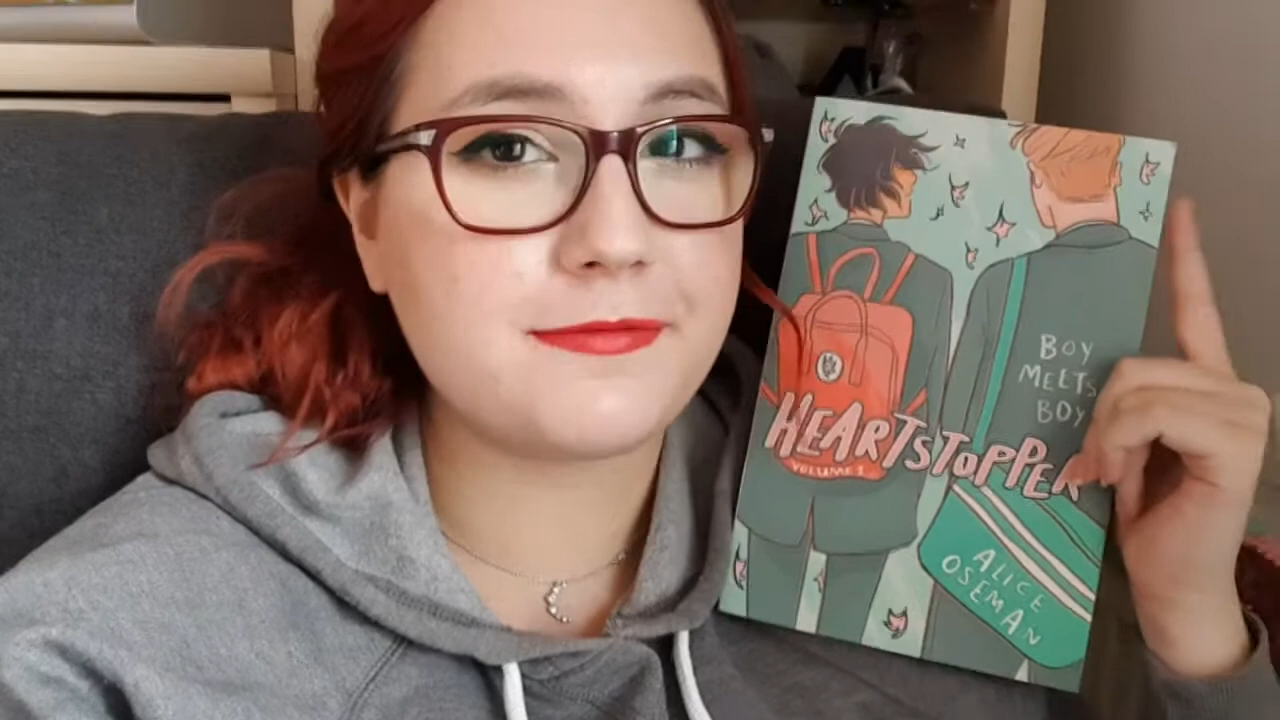 BOY
MEETS
BOY
HEARTSTOPPER
VOLUME 1
ALICE
OSEMAN